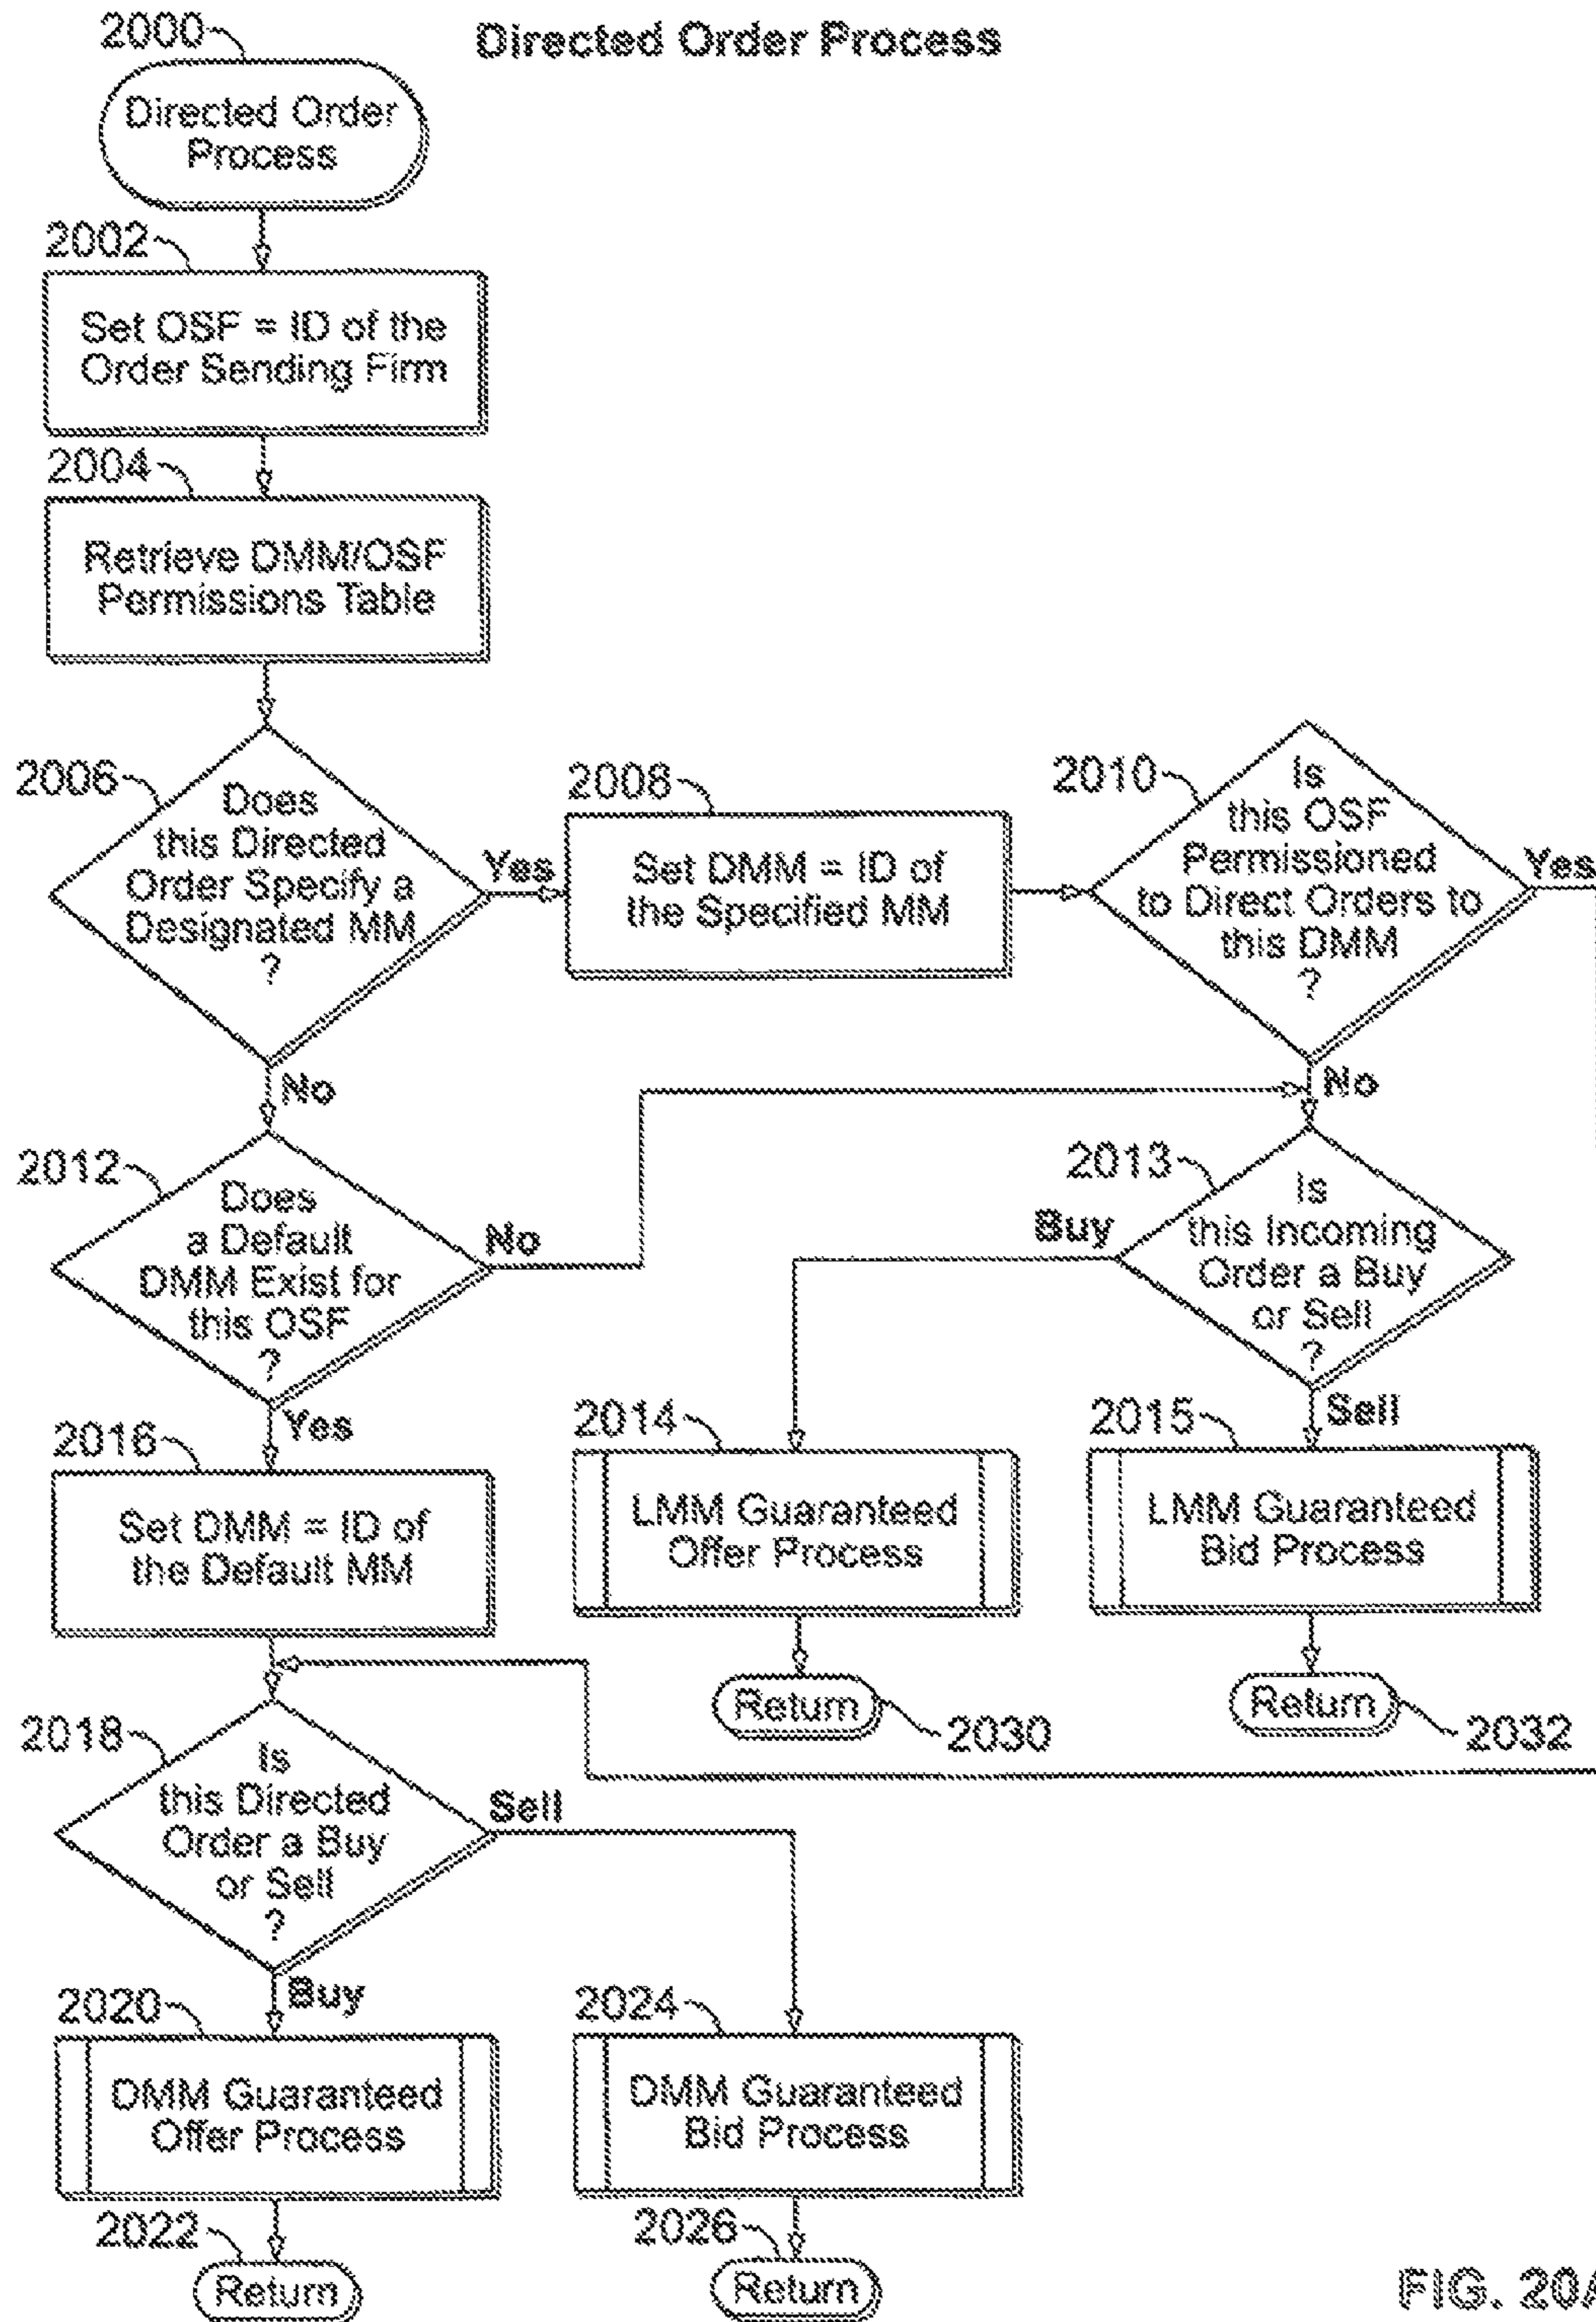 2000
Directed Order Process
Directed Order
Process
2002
Set OSF = ID of the
Order Sending Firm
2004
Retrieve DMM/OSF
Permissions Table
2006
Does
this Directed
Order Specify a
Designated MM
?
Yes
No
2008
Set DMM = ID of
the Specified MM
2010
Is
this OSF
Permissioned
to Direct Orders to
this DMM
?
Yes
No
2012
Does
a Default
DMM Exist for
this OSF
?
No
Yes
2013
Is
this Incoming
Order a Buy
or Sell
?
Buy
Sell
2014
LMM Guaranteed
Offer Process
2015
LMM Guaranteed
Bid Process
2016
Set DMM = ID of
the Default MM
Return
2030
Return
2032
2018
Is
this Directed
Order a Buy
or Sell
?
Sell
Buy
2020
DMM Guaranteed
Offer Process
2024
DMM Guaranteed
Bid Process
2022
Return
2026
Return
FIG. 20A